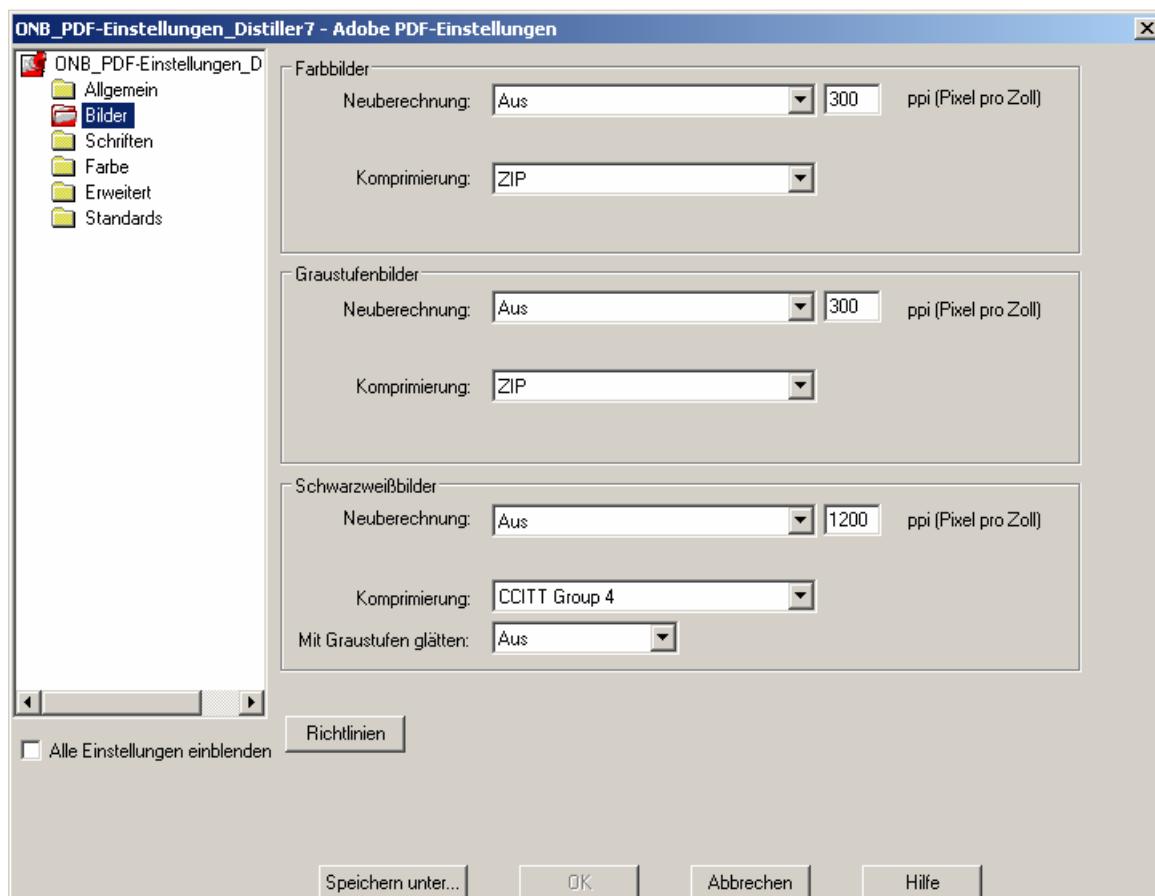 ONB_PDF-Einstellungen_Distiller7 - Adobe PDF-Einstellungen
ONB_PDF-Einstellungen_D
Allgemein
Bilder
Schriften
Farbe
Erweitert
Standards
Alle Einstellungen einblenden
Farbbilder
Neuberechnung: Aus 300 ppi (Pixel pro Zoll)
Komprimierung: ZIP
Graustufenbilder
Neuberechnung: Aus 300 ppi (Pixel pro Zoll)
Komprimierung: ZIP
Schwarzweißbilder
Neuberechnung: Aus 1200 ppi (Pixel pro Zoll)
Komprimierung: CCITT Group 4
Mit Graustufen glätten: Aus
Richtlinien
Speichern unter... OK Abbrechen Hilfe